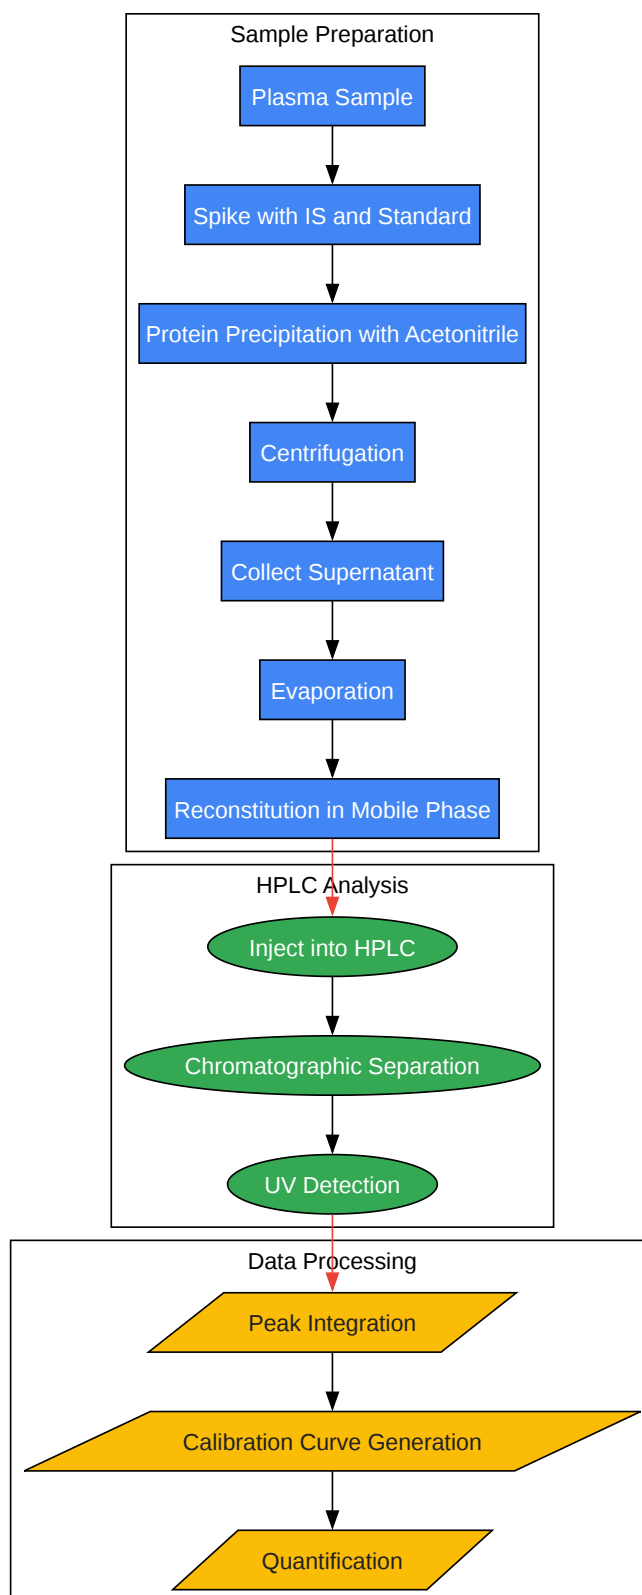 Sample Preparation
Plasma Sample
Spike with IS and Standard
Protein Precipitation with Acetonitrile
Centrifugation
Collect Supernatant
Evaporation
Reconstitution in Mobile Phase
HPLC Analysis
Inject into HPLC
Chromatographic Separation
UV Detection
Data Processing
Peak Integration
Calibration Curve Generation
Quantification